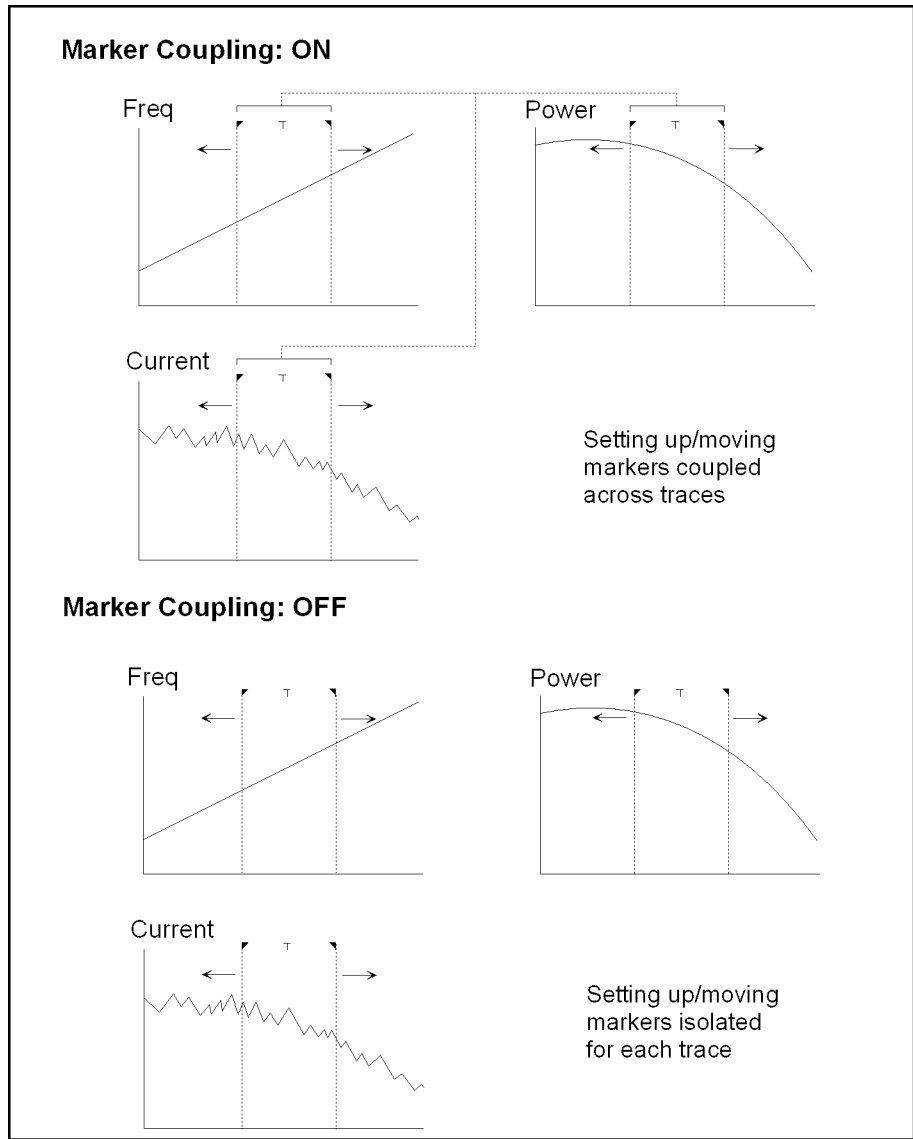 Marker Coupling: ON
Freq
T
Power
T
Current
T
Setting up/moving
markers coupled
across traces
Marker Coupling: OFF
Freq
T
Power
T
Current
T
Setting up/moving
markers isolated
for each trace